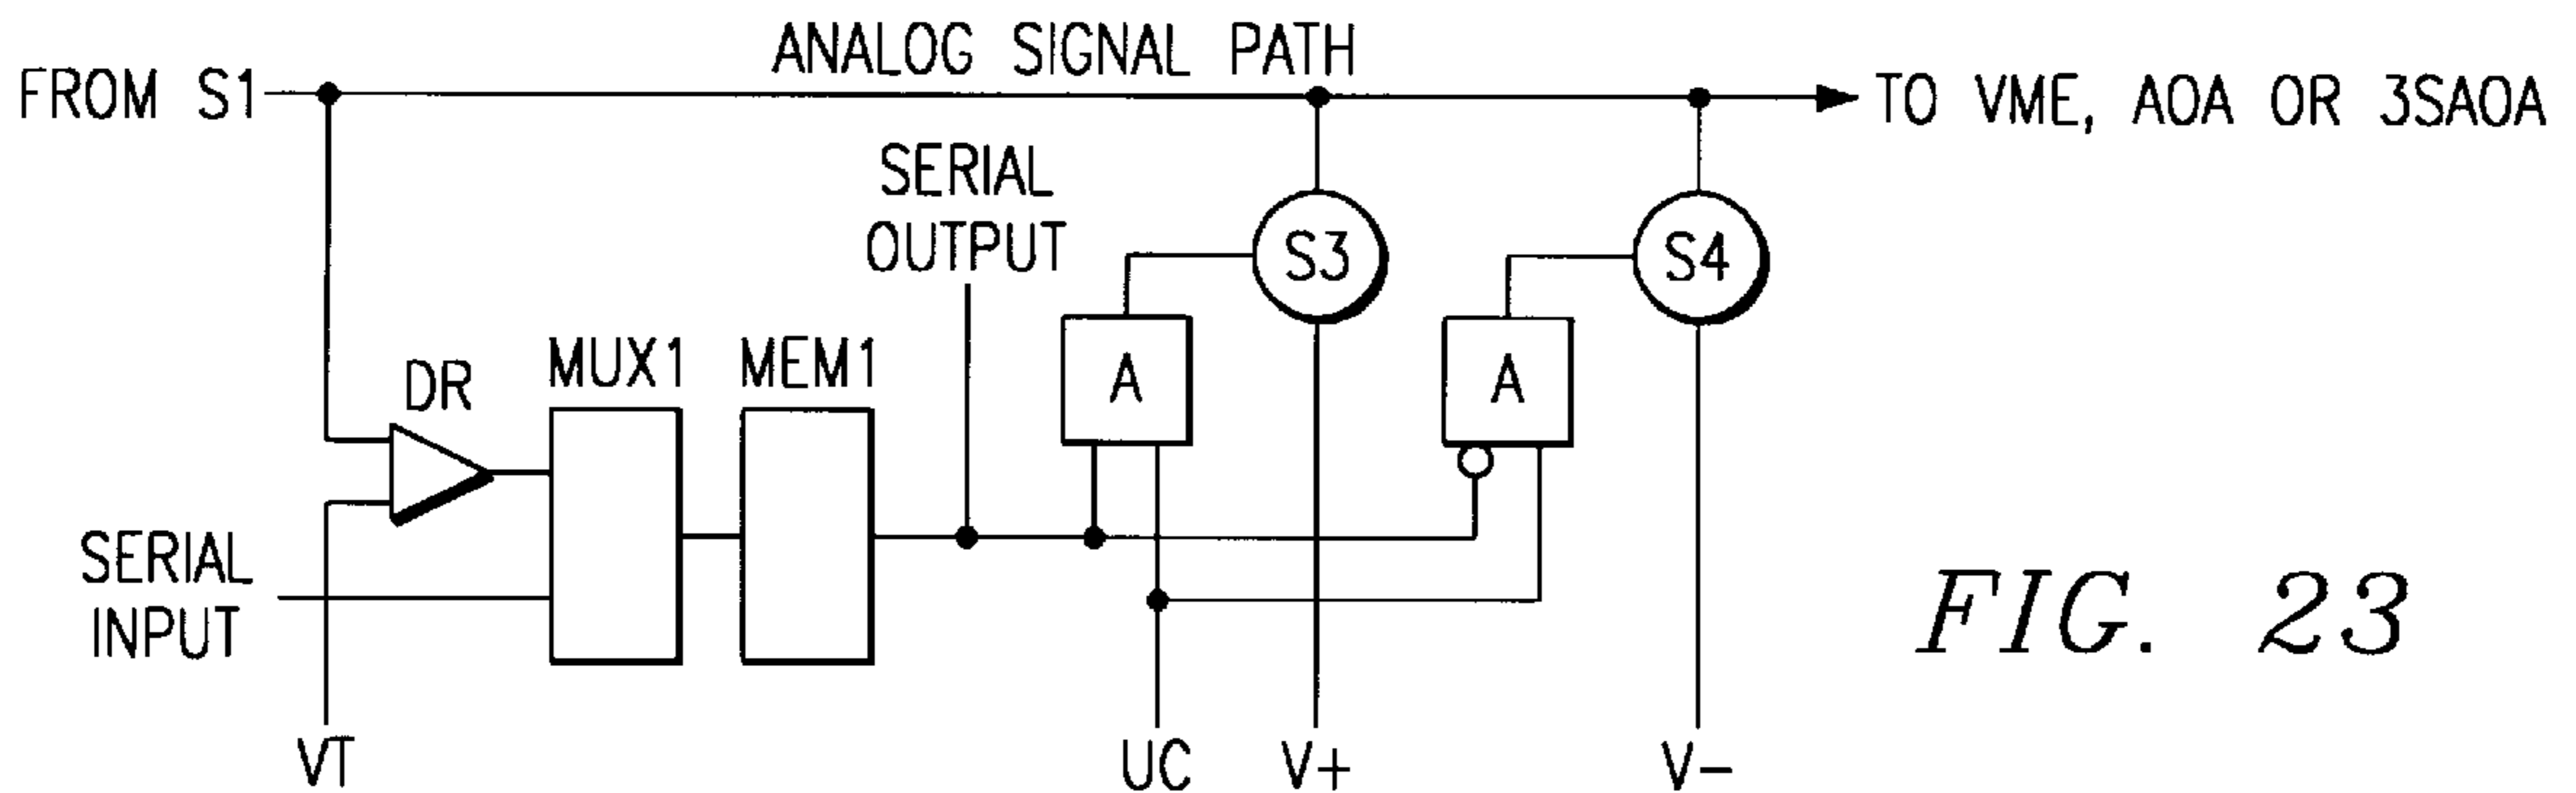 ANALOG SIGNAL PATH
FROM S1
TO VME, AOA OR 3SAOA
SERIAL
OUTPUT
S3
S4
DR
MUX1
MEM1
A
A
SERIAL
INPUT
VT
UC
V+
V-
FIG. 23